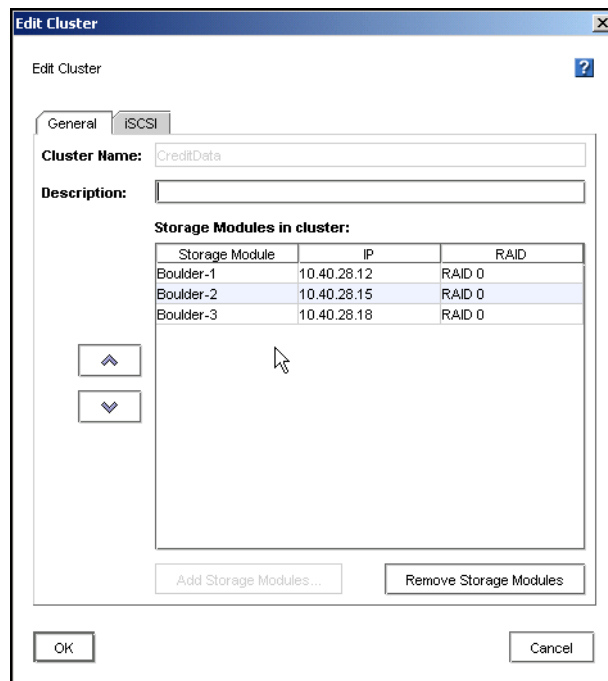 Edit Cluster
Edit Cluster
?
General iSCSI
Cluster Name: CreditData
Description:
Storage Modules in cluster:
Storage Module IP RAID
Boulder-1 10.40.28.12 RAID 0
Boulder-2 10.40.28.15 RAID 0
Boulder-3 10.40.28.18 RAID 0
Add Storage Modules... Remove Storage Modules
OK Cancel